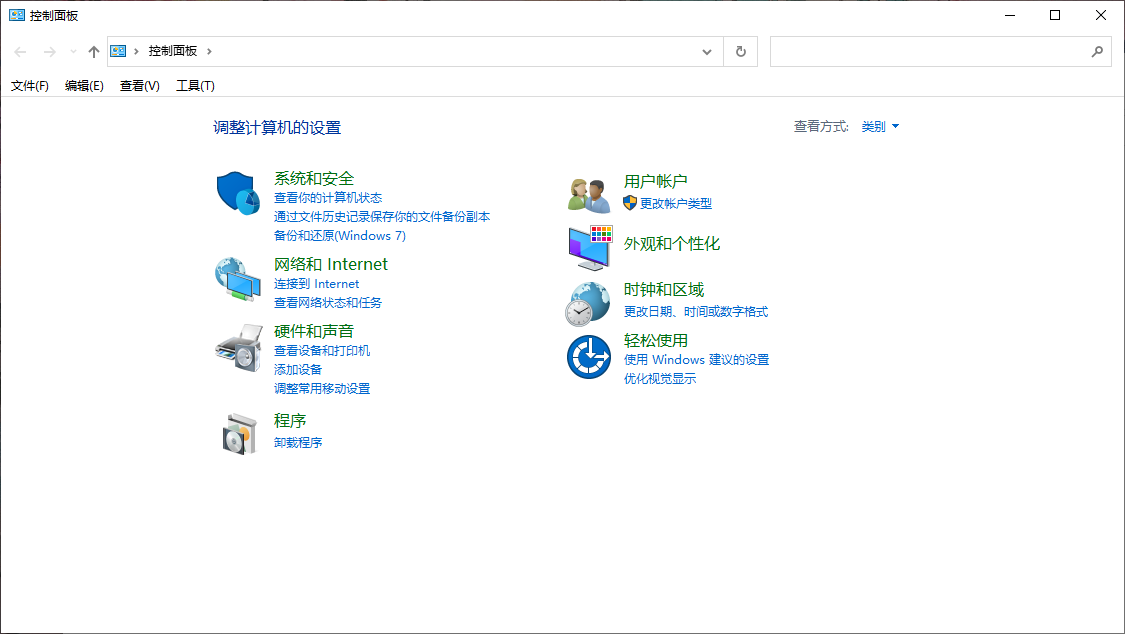 控制面板
控制面板
文件(F) 编辑(E) 查看(V) 工具(T)
调整计算机的设置
查看方式: 类别
系统和安全
查看你的计算机状态
通过文件历史记录保存你的文件备份副本
备份和还原(Windows 7)
网络和 Internet
连接到 Internet
查看网络状态和任务
硬件和声音
查看设备和打印机
添加设备
调整常用移动设置
程序
卸载程序
用户帐户
更改帐户类型
外观和个性化
时钟和区域
更改日期、时间或数字格式
轻松使用
使用 Windows 建议的设置
优化视觉显示